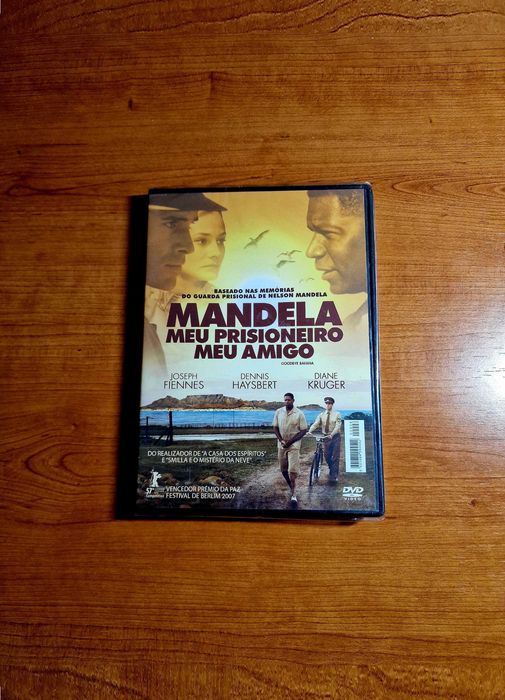 BASEADO NAS MEMÓRIAS
DO GUARDA PRISIONAL DE NELSON MANDELA
MANDELA
MEU PRISIONEIRO
MEU AMIGO
GOODBYE BAFANA
JOSEPH
FIENNES
DENNIS
HAYSBERT
DIANE
KRUGER
DO REALIZADOR DE "A CASA DOS ESPÍRITOS"
E "SMILLA E O MISTÉRIO DA NEVE"
57
VENCEDOR PRÉMIO DA PAZ
FESTIVAL DE BERLIM 2007
DVD
VIDEO